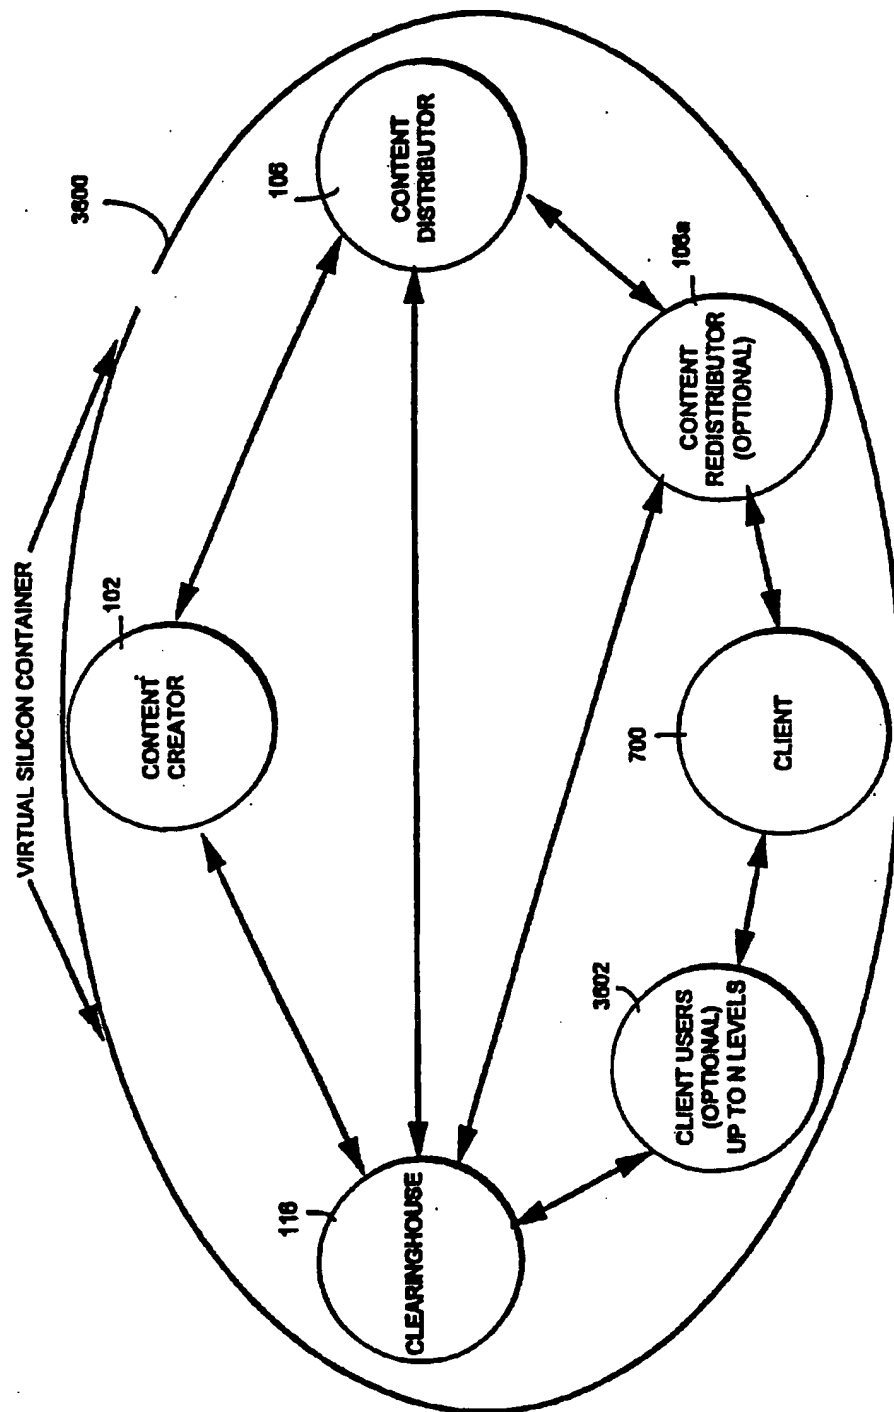 VIRTUAL SILICON CONTAINER
3600
102
CONTENT
CREATOR
106
CONTENT
DISTRIBUTOR
116
CLEARINGHOUSE
106a
CONTENT
REDISTRIBUTOR
(OPTIONAL)
3602
CLIENT USERS
(OPTIONAL)
UP TO N LEVELS
700
CLIENT